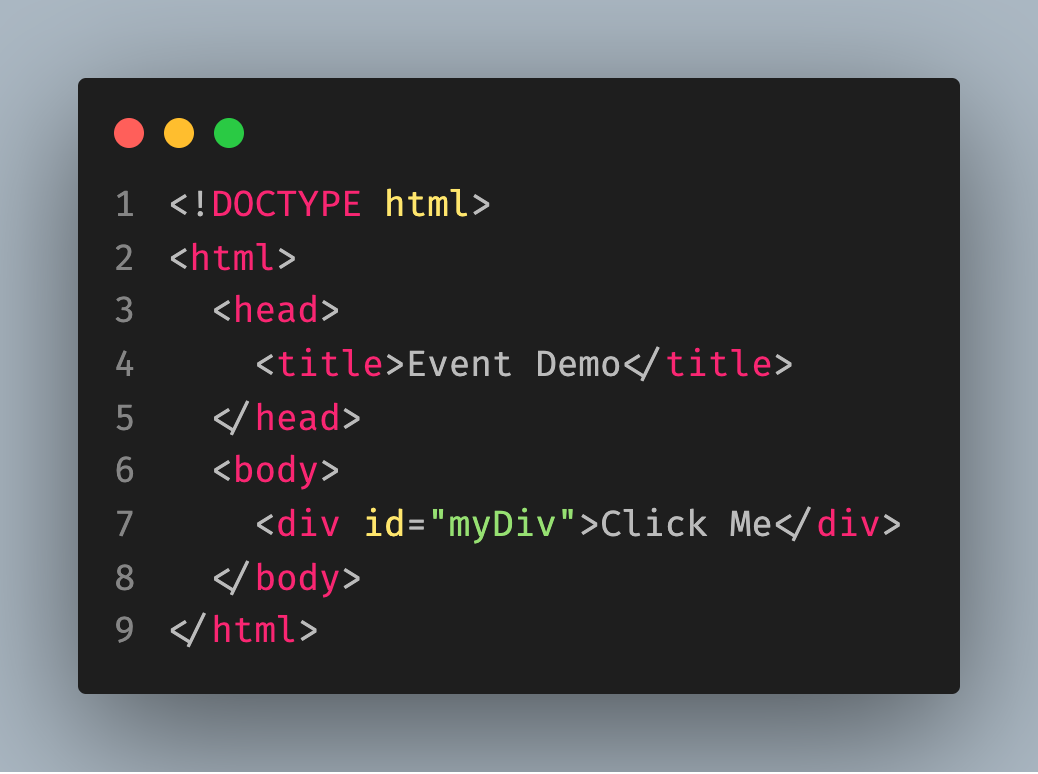 1 <!DOCTYPE html>
2 <html>
3   <head>
4     <title>Event Demo</title>
5   </head>
6   <body>
7     <div id="myDiv">Click Me</div>
8   </body>
9 </html>